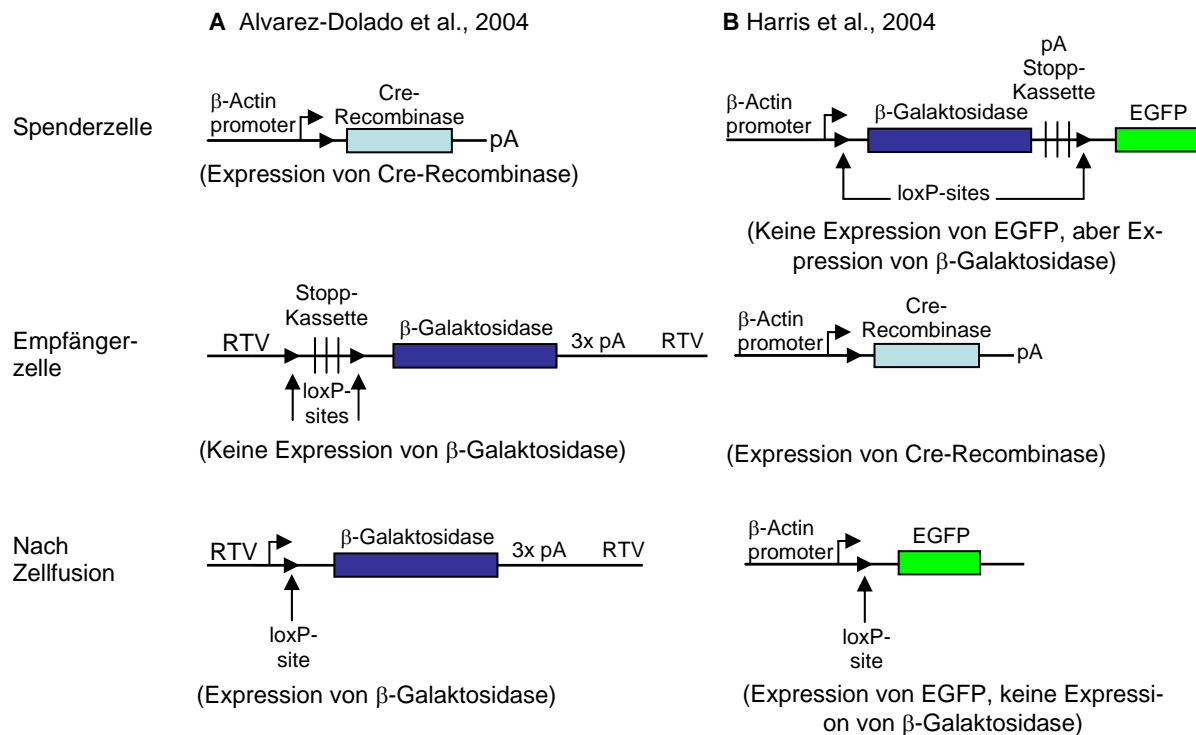 A Alvarez-Dolado et al., 2004
B Harris et al., 2004
Spenderzelle
β-Actin
promoter
Cre-
Recombinase
pA
(Expression von Cre-Recombinase)
β-Actin
promoter
β-Galaktosidase
pA
Stopp-
Kassette
EGFP
loxP-sites
(Keine Expression von EGFP, aber Ex-
pression von β-Galaktosidase)
Empfänger-
zelle
RTV
Stopp-
Kassette
β-Galaktosidase
3x pA
RTV
loxP-
sites
(Keine Expression von β-Galaktosidase)
β-Actin
promoter
Cre-
Recombinase
pA
(Expression von Cre-Recombinase)
Nach
Zellfusion
RTV
β-Galaktosidase
3x pA
RTV
loxP-
site
(Expression von β-Galaktosidase)
β-Actin
promoter
EGFP
loxP-
site
(Expression von EGFP, keine Expressi-
on von β-Galaktosidase)